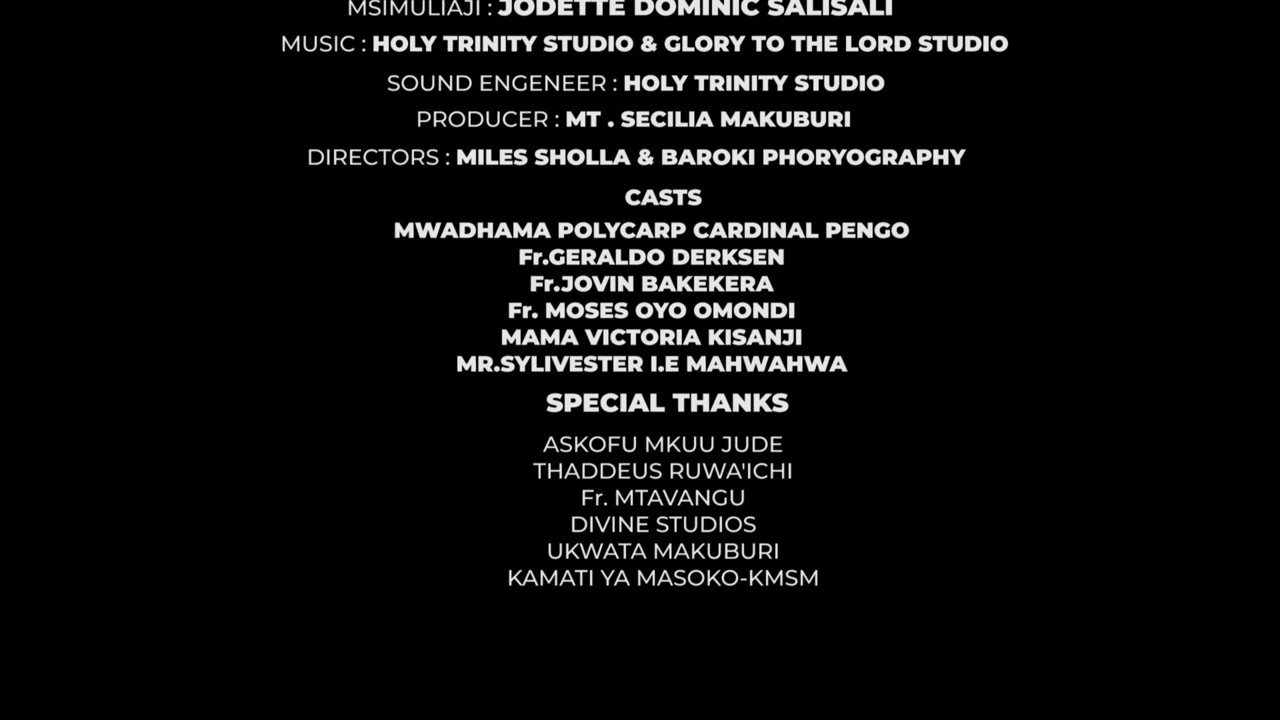 MSIMULIAJI : JODETTE DOMINIC SALISALI
MUSIC : HOLY TRINITY STUDIO & GLORY TO THE LORD STUDIO
SOUND ENGENEER : HOLY TRINITY STUDIO
PRODUCER : MT . SECILIA MAKUBURI
DIRECTORS : MILES SHOLLA & BAROKI PHORYOGRAPHY
CASTS
MWADHAMA POLYCARP CARDINAL PENGO
Fr.GERALDO DERKSEN
Fr.JOVIN BAKEKERA
Fr. MOSES OYO OMONDI
MAMA VICTORIA KISANJI
MR.SYLIVESTER I.E MAHWAHWA
SPECIAL THANKS
ASKOFU MKUU JUDE
THADDEUS RUWA'ICHI
Fr. MTAVANGU
DIVINE STUDIOS
UKWATA MAKUBURI
KAMATI YA MASOKO-KMSM